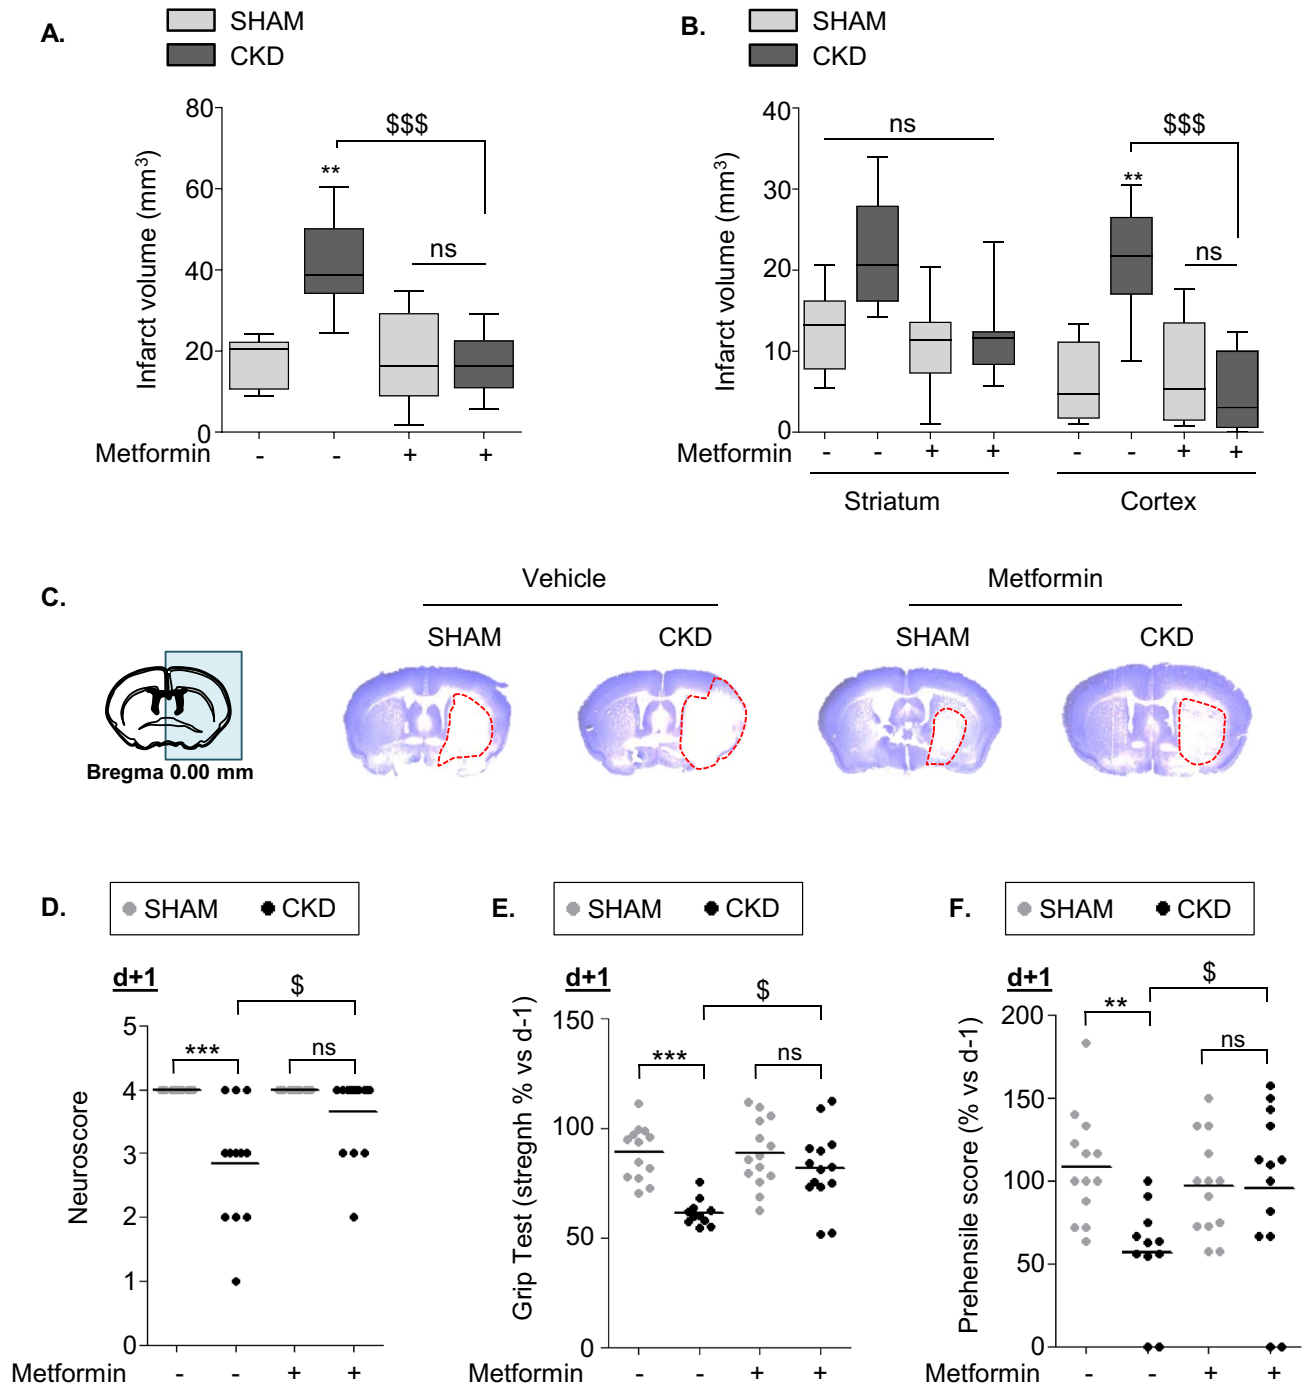 A.
SHAM
CKD
Infarct volume (mm³)
80
60
40
20
0
**
$$$
ns
Metformin
- - + +
B.
SHAM
CKD
Infarct volume (mm³)
40
30
20
10
0
ns
**
$$$
ns
Metformin
- - + + - - + +
Striatum Cortex
C.
Vehicle Metformin
SHAM CKD SHAM CKD
Bregma 0.00 mm
D.
SHAM CKD
d+1
Neuroscore
5
4
3
2
1
0
***
$
ns
Metformin - - + +
E.
SHAM CKD
d+1
Grip Test (stregnh % vs d-1)
150
100
50
0
***
$
ns
Metformin - - + +
F.
SHAM CKD
d+1
Prehensile score (% vs d-1)
200
150
100
50
0
**
$
ns
Metformin - - + +